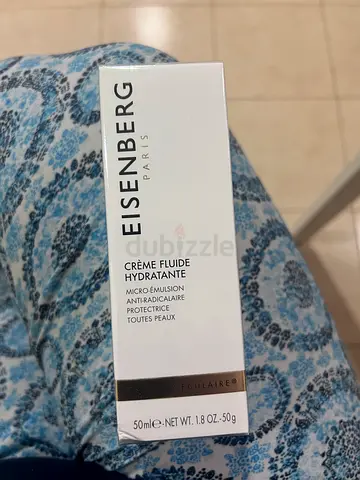 EISENBERG
PARIS
dubizzle
CRÈME FLUIDE
HYDRATANTE
MICRO-ÉMULSION
ANTI-RADICALAIRE
PROTECTRICE
TOUTES PEAUX
50mle-NET WT. 1.8 OZ.-50g